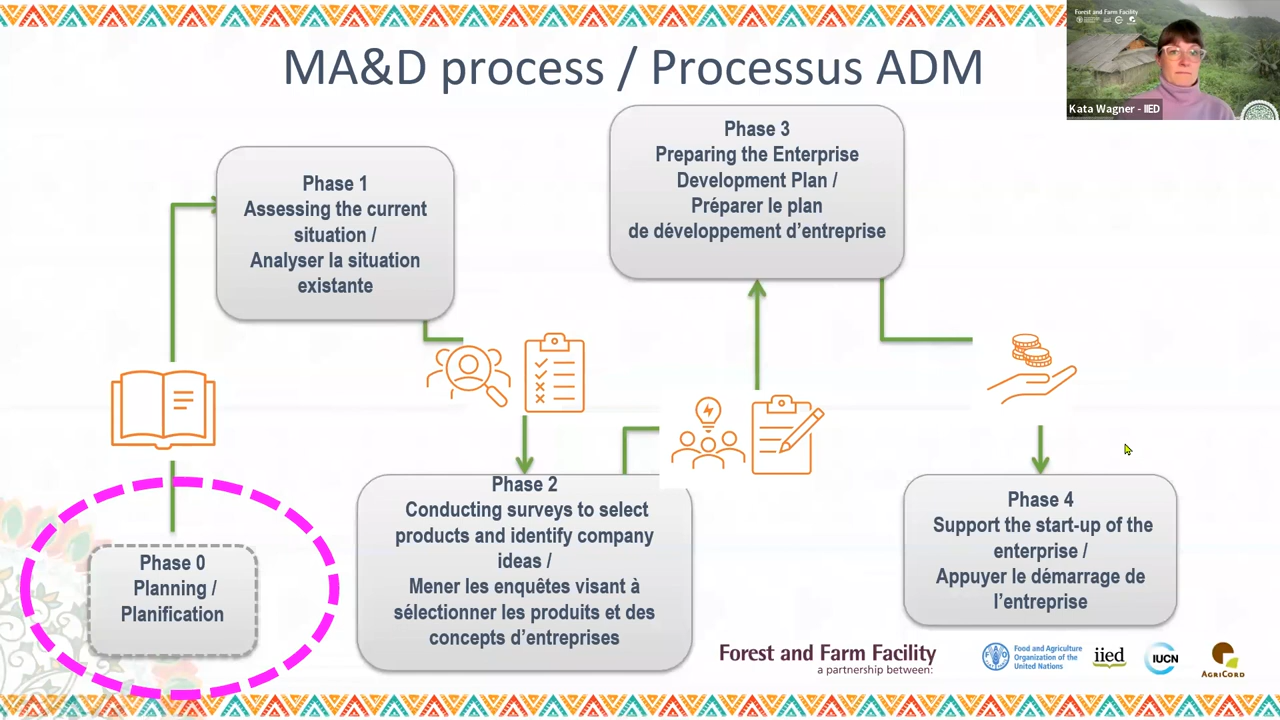 MA&D process / Processus ADM
Forest and Farm Facility
Kata Wagner - IIED
Phase 1
Assessing the current
situation /
Analyser la situation
existante
Phase 3
Preparing the Enterprise
Development Plan /
Préparer le plan
de développement d'entreprise
Phase 0
Planning /
Planification
Phase 2
Conducting surveys to select
products and identify company
ideas /
Mener les enquêtes visant à
sélectionner les produits et des
concepts d'entreprises
Phase 4
Support the start-up of the
enterprise /
Appuyer le démarrage de
l'entreprise
Forest and Farm Facility
a partnership between:
Food and Agriculture
Organization of the
United Nations
iied
IUCN
AGRICORD